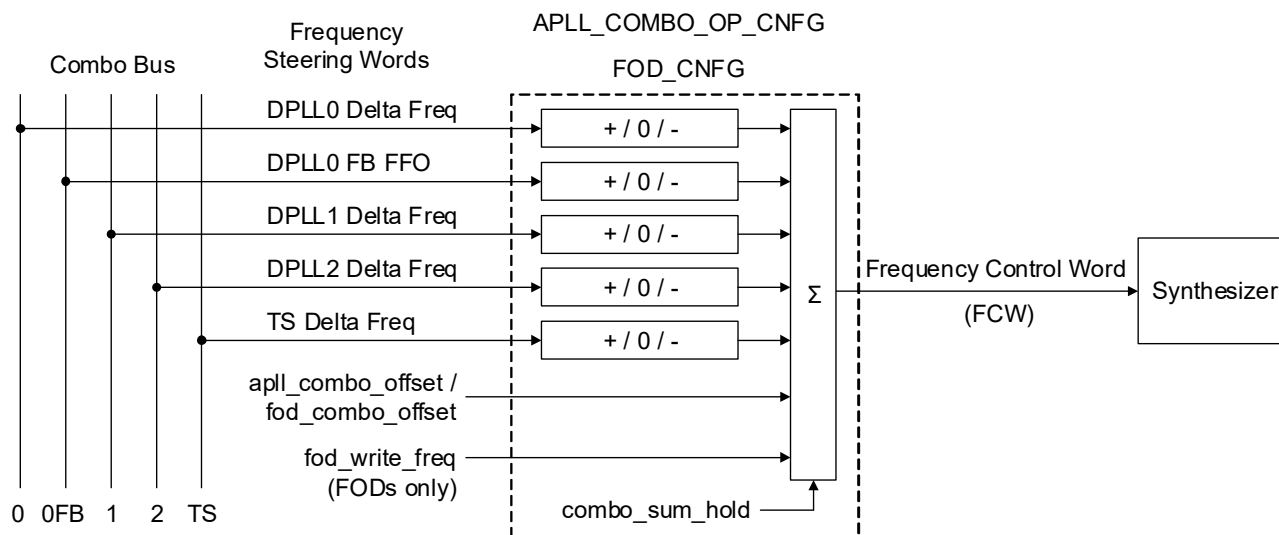 APLL_COMBO_OP_CNFG
Frequency
Steering Words
Combo Bus
FOD_CNFG
DPLL0 Delta Freq
+ / 0 / -
DPLL0 FB FFO
+ / 0 / -
DPLL1 Delta Freq
+ / 0 / -
DPLL2 Delta Freq
+ / 0 / -
TS Delta Freq
+ / 0 / -
Σ
Frequency Control Word
(FCW)
Synthesizer
apll_combo_offset /
fod_combo_offset
fod_write_freq
(FODs only)
combo_sum_hold
0 0FB 1 2 TS